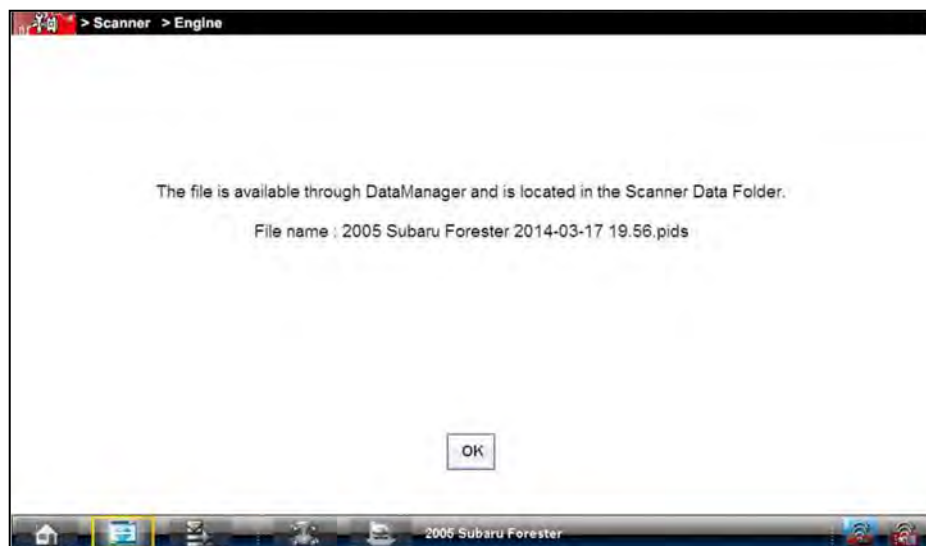 > Scanner > Engine
The file is available through DataManager and is located in the Scanner Data Folder.
File name : 2005 Subaru Forester 2014-03-17 19.56.pids
OK
2005 Subaru Forester